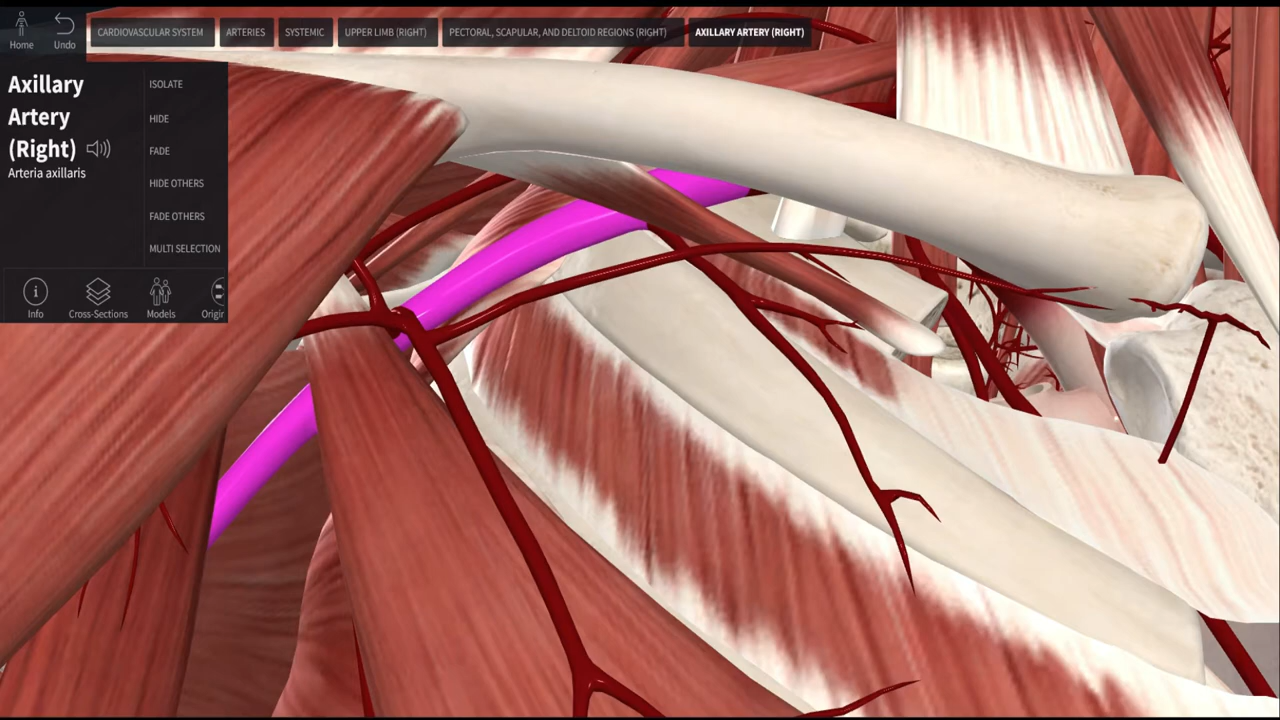 CARDIOVASCULAR SYSTEM ARTERIES SYSTEMIC UPPER LIMB (RIGHT) PECTORAL, SCAPULAR, AND DELTOID REGIONS (RIGHT) AXILLARY ARTERY (RIGHT)
Home Undo
Axillary
Artery
(Right)
Arteria axillaris
ISOLATE
HIDE
FADE
HIDE OTHERS
FADE OTHERS
MULTI SELECTION
Info Cross-Sections Models Origir